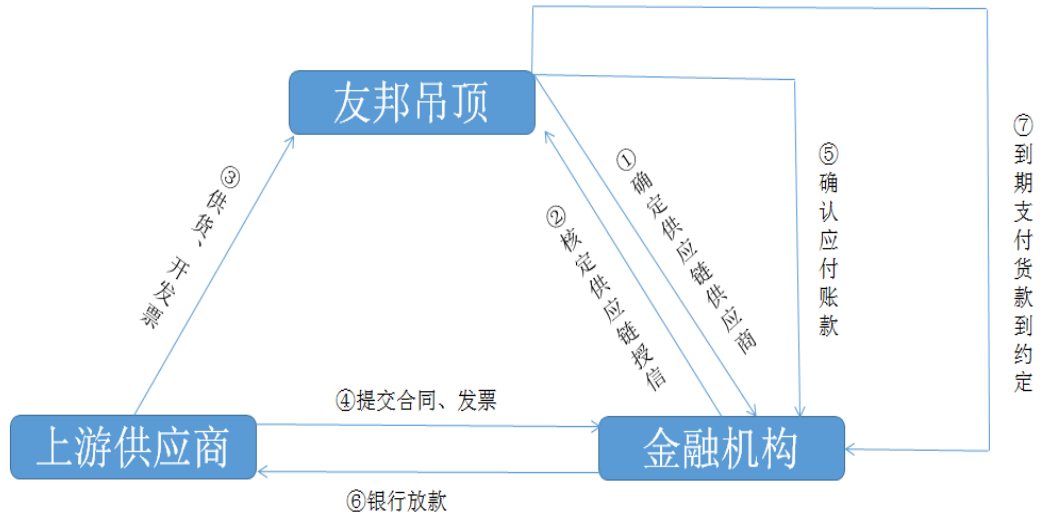 友邦吊顶
①确定供应链供应商
②核定供应链授信
③供货、开发票
⑤确认应付账款
⑦到期支付货款到约定
④提交合同、发票
上游供应商
金融机构
⑥银行放款